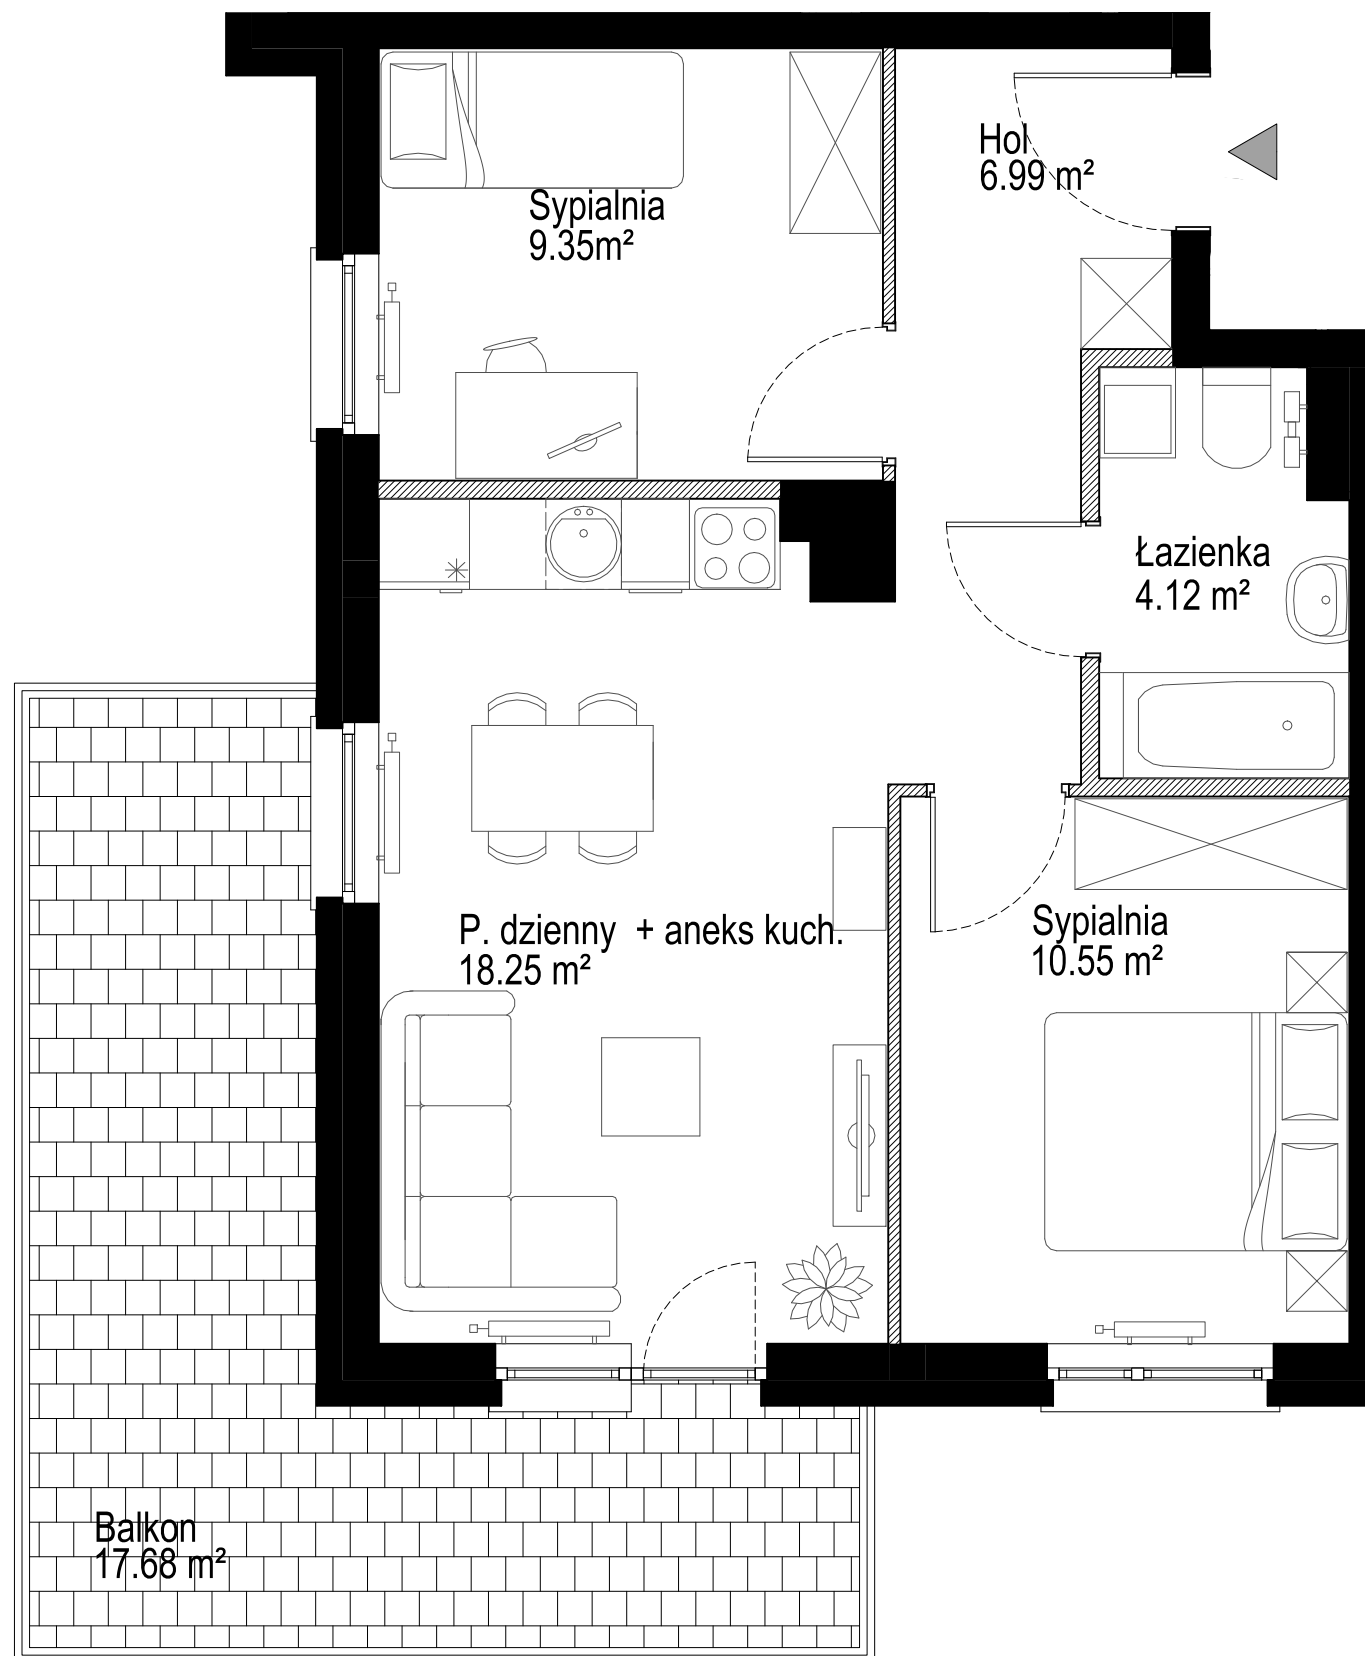 Hol
6.99 m²
Sypialnia
9.35m²
Łazienka
4.12 m²
P. dzienny + aneks kuch.
18.25 m²
Sypialnia
10.55 m²
Balkon
17.68 m²